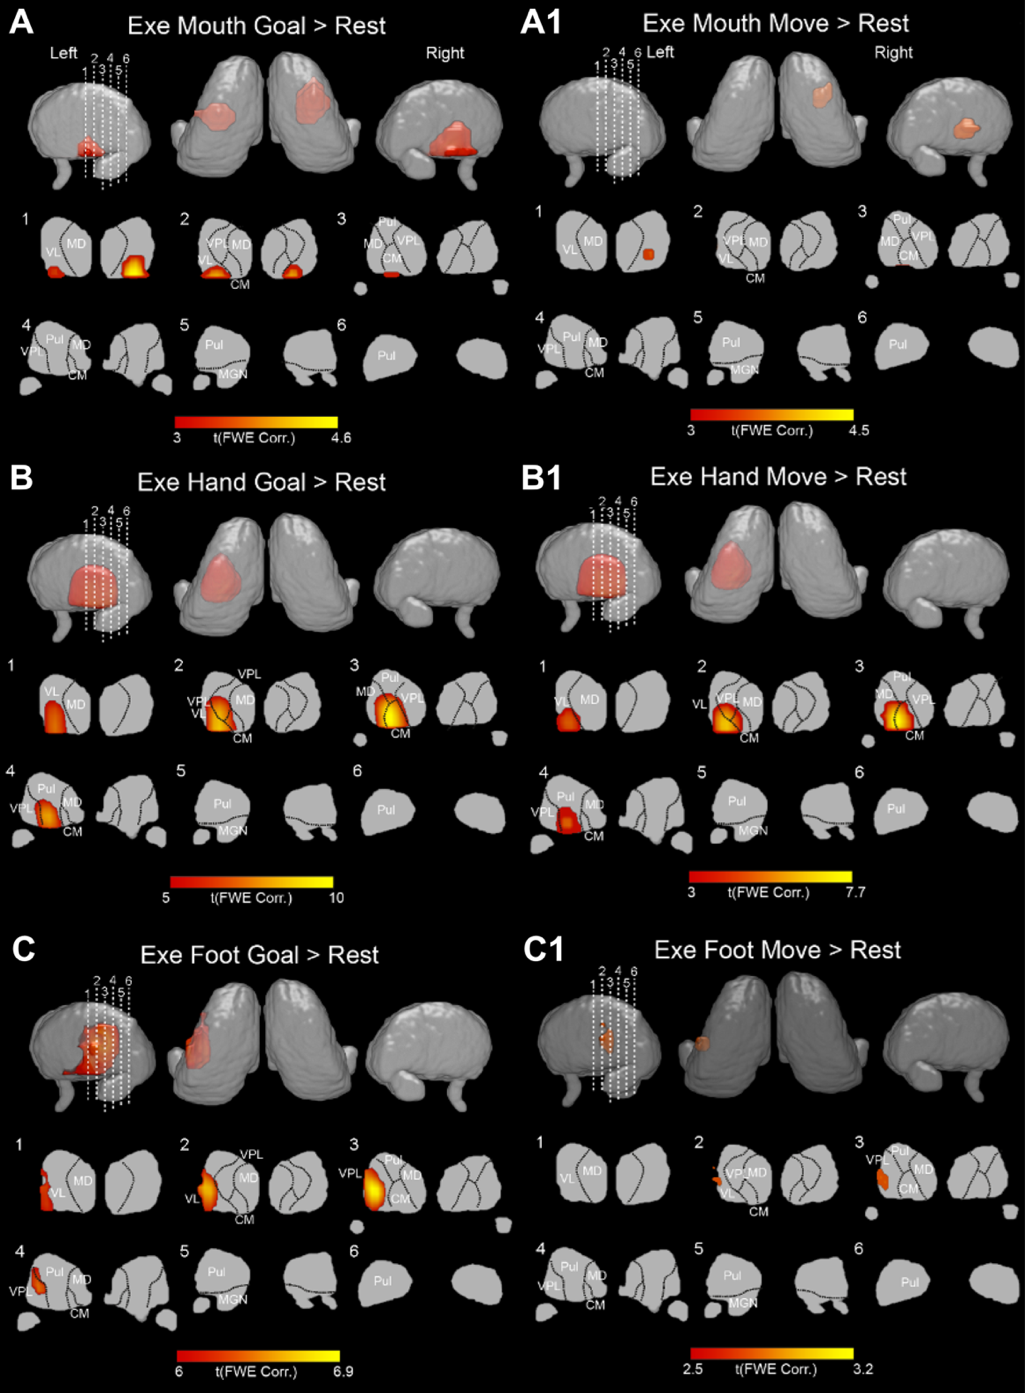 A
Exe Mouth Goal > Rest
Left
Right
1 2 3 4 5 6
1
VL
MD
2
VPL
MD
VL
CM
3
Pul
MD
VPL
CM
4
VPL
Pul
MD
CM
5
Pul
MGN
6
Pul
3
t(FWE Corr.)
4.6
A1
Exe Mouth Move > Rest
Left
Right
1 2 3 4 5 6
1
VL
MD
2
VPL
MD
VL
CM
3
Pul
MD
VPL
CM
4
VPL
Pul
MD
CM
5
Pul
MGN
6
Pul
3
t(FWE Corr.)
4.5
B
Exe Hand Goal > Rest
1 2 3 4 5 6
1
VL
MD
2
VPL
VPL
MD
VL
CM
3
Pul
MD
VPL
CM
4
VPL
Pul
MD
CM
5
Pul
MGN
6
Pul
5
t(FWE Corr.)
10
B1
Exe Hand Move > Rest
1 2 3 4 5 6
1
VL
MD
2
VL
VPL
MD
CM
3
Pul
MD
VPL
CM
4
VPL
Pul
MD
CM
5
Pul
MGN
6
Pul
3
t(FWE Corr.)
7.7
C
Exe Foot Goal > Rest
1 2 3 4 5 6
1
VL
MD
2
VPL
MD
VL
CM
3
VPL
Pul
MD
CM
4
VPL
Pul
MD
CM
5
Pul
MGN
6
Pul
6
t(FWE Corr.)
6.9
C1
Exe Foot Move > Rest
1 2 3 4 5 6
1
VL
MD
2
VPL
MD
VL
CM
3
VPL
Pul
MD
CM
4
VPL
Pul
MD
CM
5
Pul
MGN
6
Pul
2.5
t(FWE Corr.)
3.2